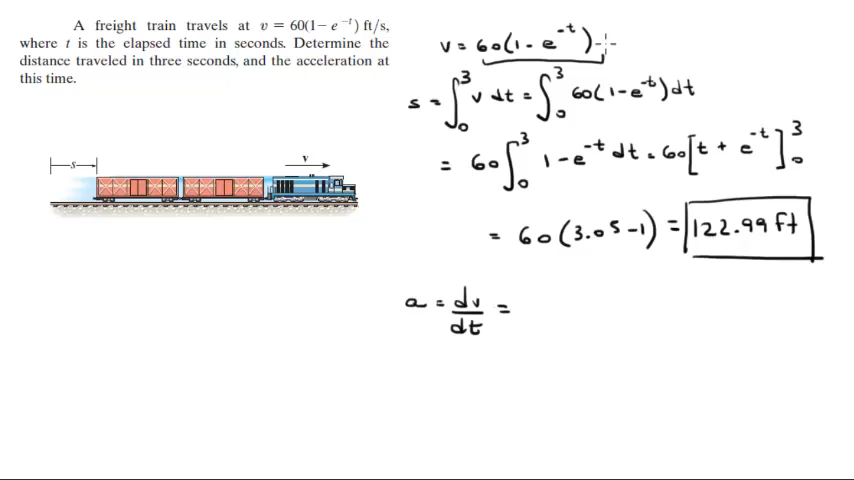 A freight train travels at v = 60(1− e⁻ᵗ) ft/s,
where t is the elapsed time in seconds. Determine the
distance traveled in three seconds, and the acceleration at
this time.
s
v
v = 60(1 - e⁻ᵗ)
s = ∫₀³ v dt = ∫₀³ 60(1-e⁻ᵗ)dt
= 60∫₀³ 1-e⁻ᵗ dt = 60[t + e⁻ᵗ]₀³
= 60(3.05-1) = 122.99 ft
a = dv/dt =